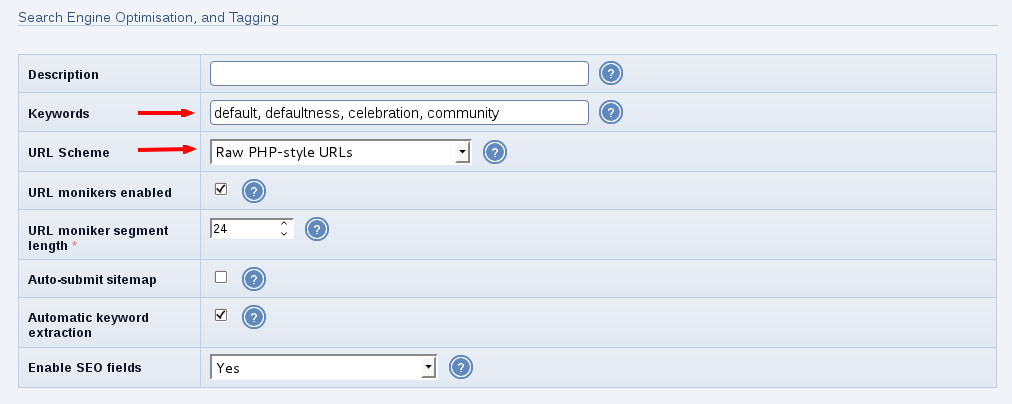 Search Engine Optimisation, and Tagging
Description
?
Keywords
default, defaultness, celebration, community
?
URL Scheme
Raw PHP-style URLs
?
URL monikers enabled
?
URL moniker segment
length *
24
?
Auto-submit sitemap
?
Automatic keyword
extraction
?
Enable SEO fields
Yes
?